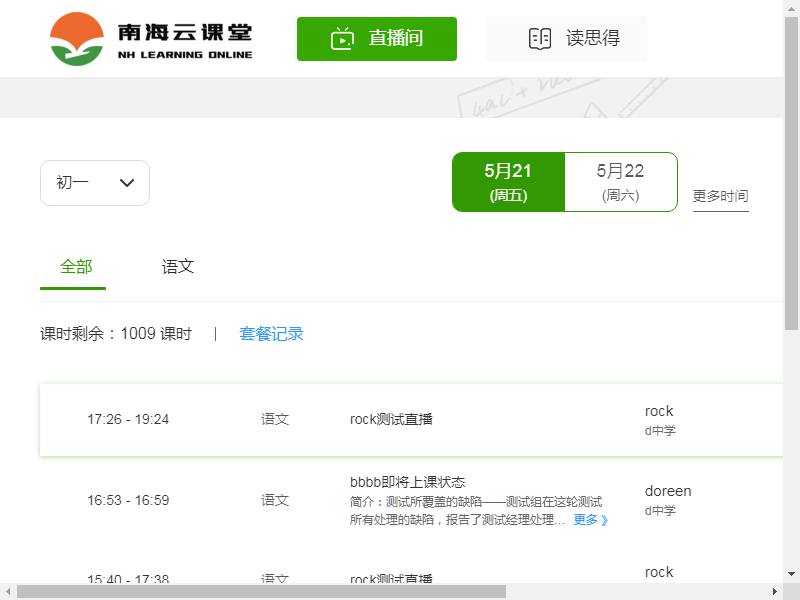 南海云课堂
NH LEARNING ONLINE
直播间
读思得
初一
5月21
(周五)
5月22
(周六)
更多时间
全部
语文
课时剩余：1009 课时 | 套餐记录
17:26 - 19:24 语文 rock测试直播 rock
d中学
16:53 - 16:59 语文 bbbb即将上课状态 doreen
简介：测试所覆盖的缺陷——测试组在这轮测试
所有处理的缺陷，报告了测试经理处理... 更多 》
d中学
15:40 - 17:38 语文 rock测试直播 rock